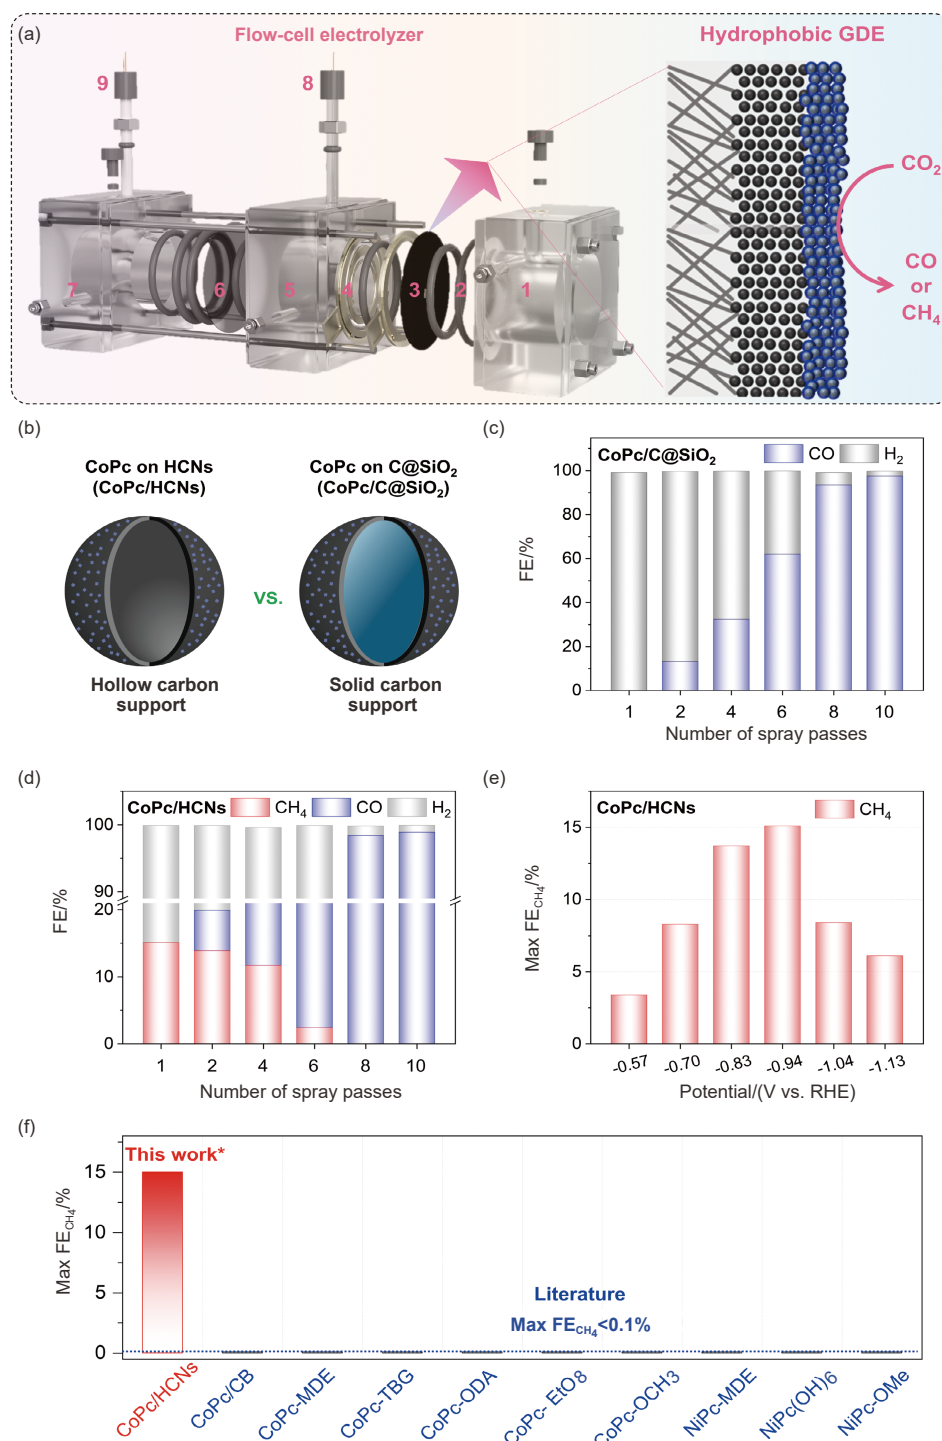 (a)
Flow-cell electrolyzer
Hydrophobic GDE
9
8
7
6
5
4
3
2
1
CO₂
CO
or
CH₄
(b)
CoPc on HCNs
(CoPc/HCNs)
CoPc on C@SiO₂
(CoPc/C@SiO₂)
VS.
Hollow carbon
support
Solid carbon
support
(c)
CoPc/C@SiO₂
CO
H₂
FE/%
100
80
60
40
20
0
1 2 4 6 8 10
Number of spray passes
(d)
CoPc/HCNs
CH₄
CO
H₂
FE/%
100
90
20
10
0
1 2 4 6 8 10
Number of spray passes
(e)
CoPc/HCNs
CH₄
Max FE_CH₄/%
15
10
5
0
-0.57 -0.70 -0.83 -0.94 -1.04 -1.13
Potential/(V vs. RHE)
(f)
This work*
Max FE_CH₄/%
15
10
5
0
Literature
Max FE_CH₄<0.1%
CoPc/HCNs
CoPc/CB
CoPc-MDE
CoPc-TBG
CoPc-ODA
CoPc- EtO8
CoPc-OCH3
NiPc-MDE
NiPc(OH)6
NiPc-OMe